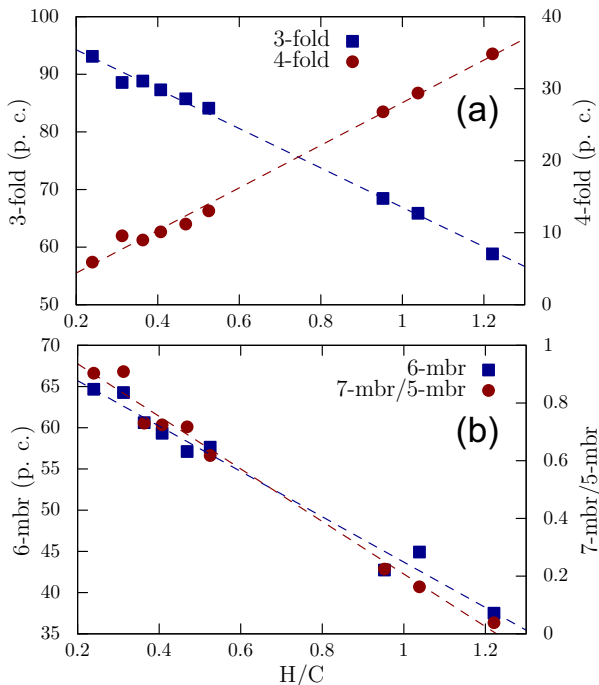 100
90
80
70
60
50
3-fold (p. c.)
40
30
20
10
0
4-fold (p. c.)
3-fold
4-fold
(a)
0.2 0.4 0.6 0.8 1 1.2
70
65
60
55
50
45
40
35
6-mbr (p. c.)
1
0.8
0.6
0.4
0.2
0
7-mbr/5-mbr
6-mbr
7-mbr/5-mbr
(b)
0.2 0.4 0.6 0.8 1 1.2
H/C